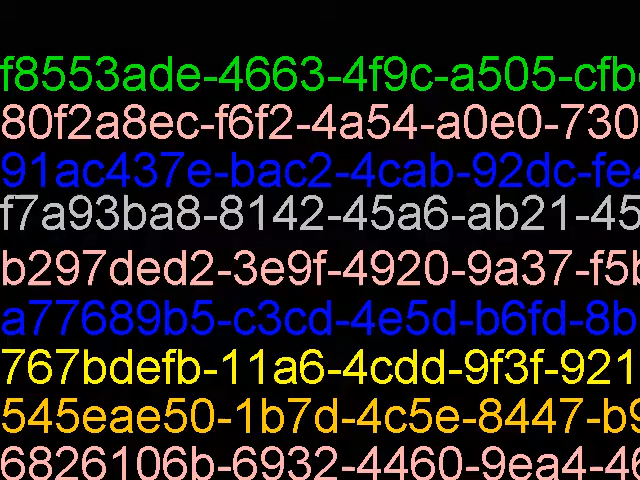 f8553ade-4663-4f9c-a505-cfb
80f2a8ec-f6f2-4a54-a0e0-730
91ac437e-bac2-4cab-92dc-fe4
f7a93ba8-8142-45a6-ab21-45
b297ded2-3e9f-4920-9a37-f5b
a77689b5-c3cd-4e5d-b6fd-8b
767bdefb-11a6-4cdd-9f3f-921
545eae50-1b7d-4c5e-8447-b9
6826106b-6932-4460-9ea4-46